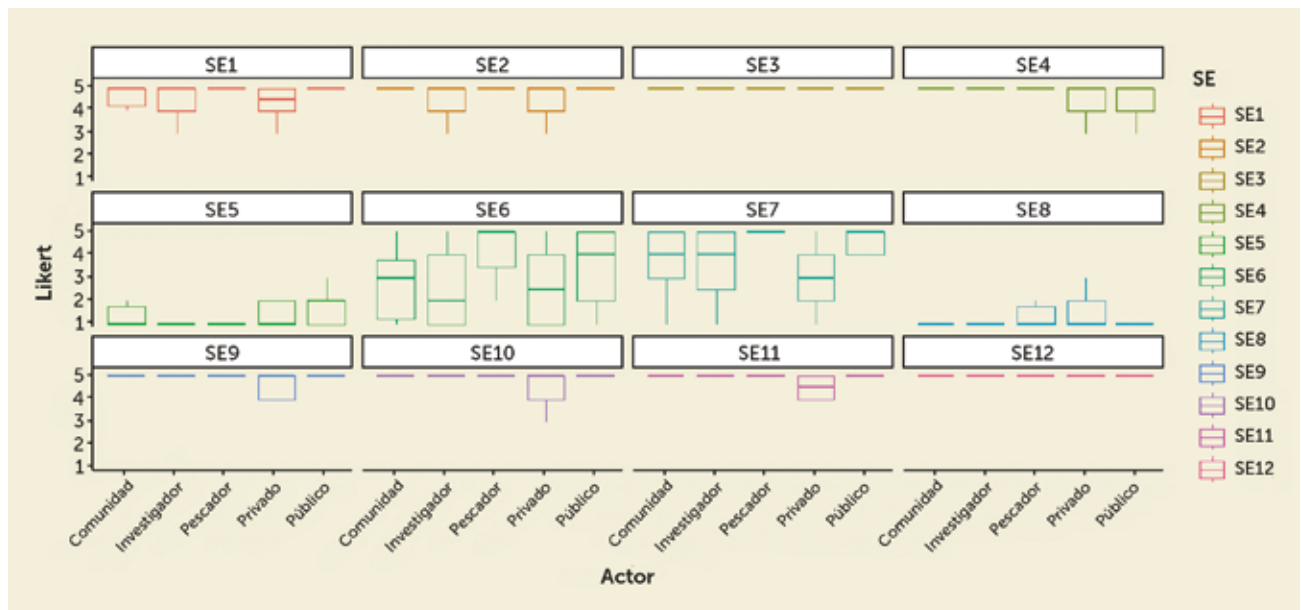 SE1 SE2 SE3 SE4
5
4
3
2
1
SE5 SE6 SE7 SE8
5
4
3
2
1
SE9 SE10 SE11 SE12
5
4
3
2
1
Likert
Comunidad Investigador Pescador Privado Público Comunidad Investigador Pescador Privado Público Comunidad Investigador Pescador Privado Público Comunidad Investigador Pescador Privado Público
Actor
SE
SE1
SE2
SE3
SE4
SE5
SE6
SE7
SE8
SE9
SE10
SE11
SE12